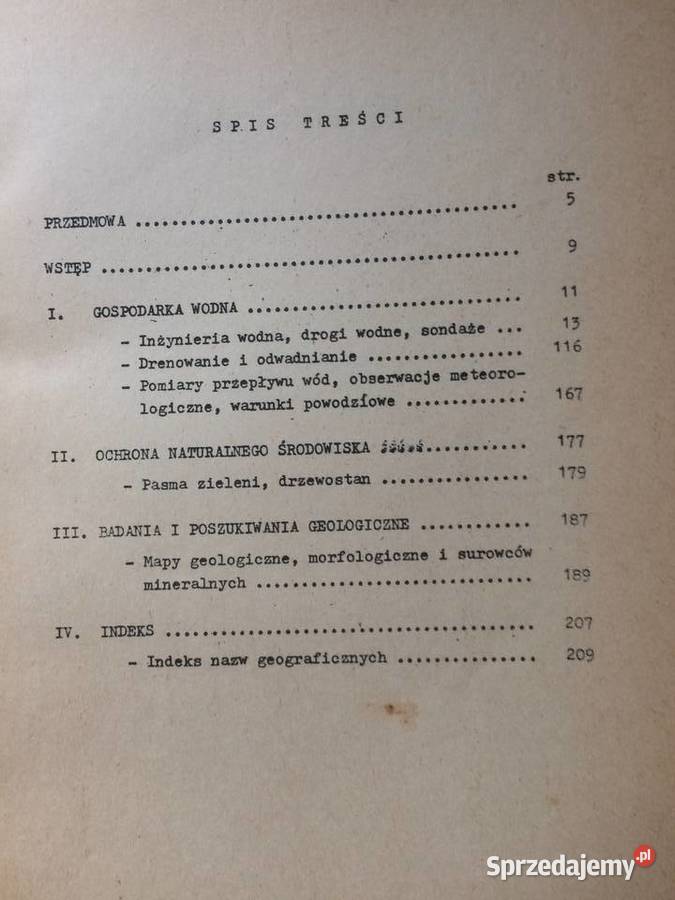 SPIS TREŚCI
str.
PRZEDMOWA ........................................ 5
WSTĘP ............................................ 9
I. GOSPODARKA WODNA .............................. 11
- Inżynieria wodna, drogi wodne, sondaże ... 13
- Drenowanie i odwadnianie ................. 116
- Pomiary przepływu wód, obserwacje meteoro-
logiczne, warunki powodziowe ............. 167
II. OCHRONA NATURALNEGO ŚRODOWISKA ........... 177
- Pasma zieleni, drzewostan ................ 179
III. BADANIA I POSZUKIWANIA GEOLOGICZNE ............ 187
- Mapy geologiczne, morfologiczne i surowców
mineralnych .............................. 189
IV. INDEKS ........................................ 207
- Indeks nazw geograficznych ............... 209
Sprzedajemy.pl